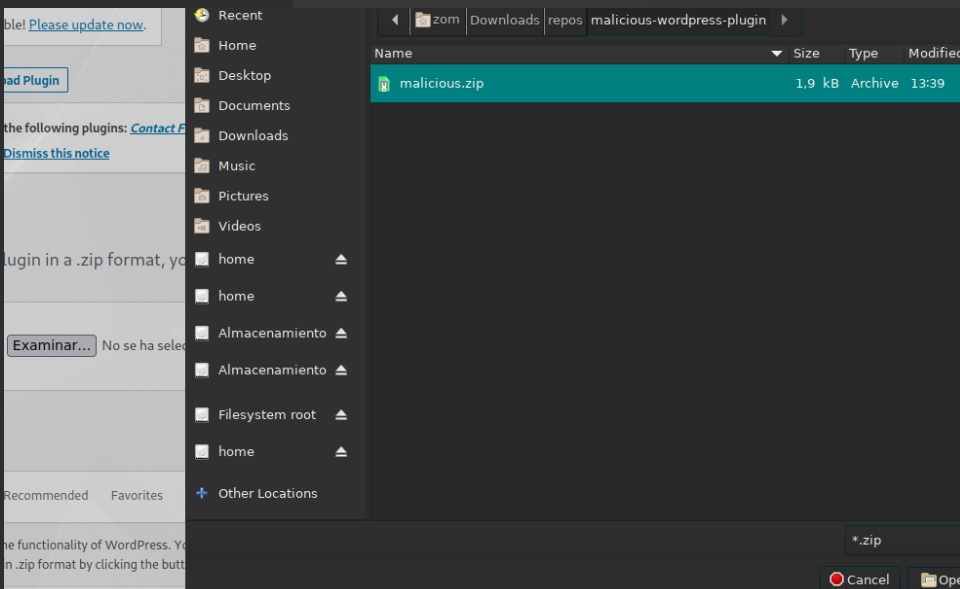 ble! Please update now.
oad Plugin
the following plugins: Contact F
Dismiss this notice
lugin in a .zip format, yo
Examinar... No se ha selec
Recommended Favorites
he functionality of WordPress. Yo
in .zip format by clicking the butt
Recent
Home
Desktop
Documents
Downloads
Music
Pictures
Videos
home
home
Almacenamiento
Almacenamiento
Filesystem root
home
Other Locations
zom Downloads repos malicious-wordpress-plugin
Name Size Type Modified
malicious.zip 1,9 kB Archive 13:39
*.zip
Cancel Ope